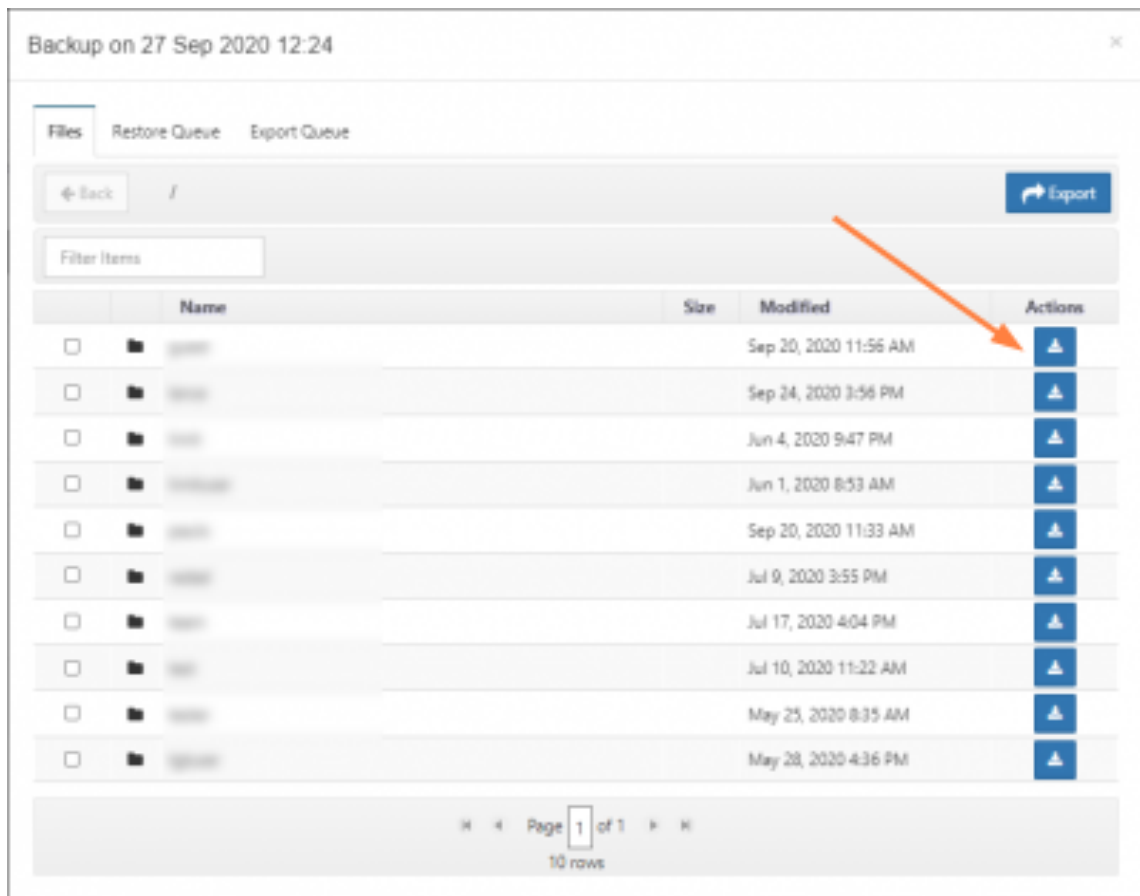 Backup on 27 Sep 2020 12:24 ×
Files Restore Queue Export Queue
Back / Export
Filter Items
Name Size Modified Actions
Sep 20, 2020 11:56 AM
Sep 24, 2020 3:56 PM
Jun 4, 2020 9:47 PM
Jun 1, 2020 8:53 AM
Sep 20, 2020 11:33 AM
Jul 9, 2020 3:55 PM
Jul 17, 2020 4:04 PM
Jul 10, 2020 11:22 AM
May 25, 2020 8:35 AM
May 28, 2020 4:36 PM
Page 1 of 1
10 rows